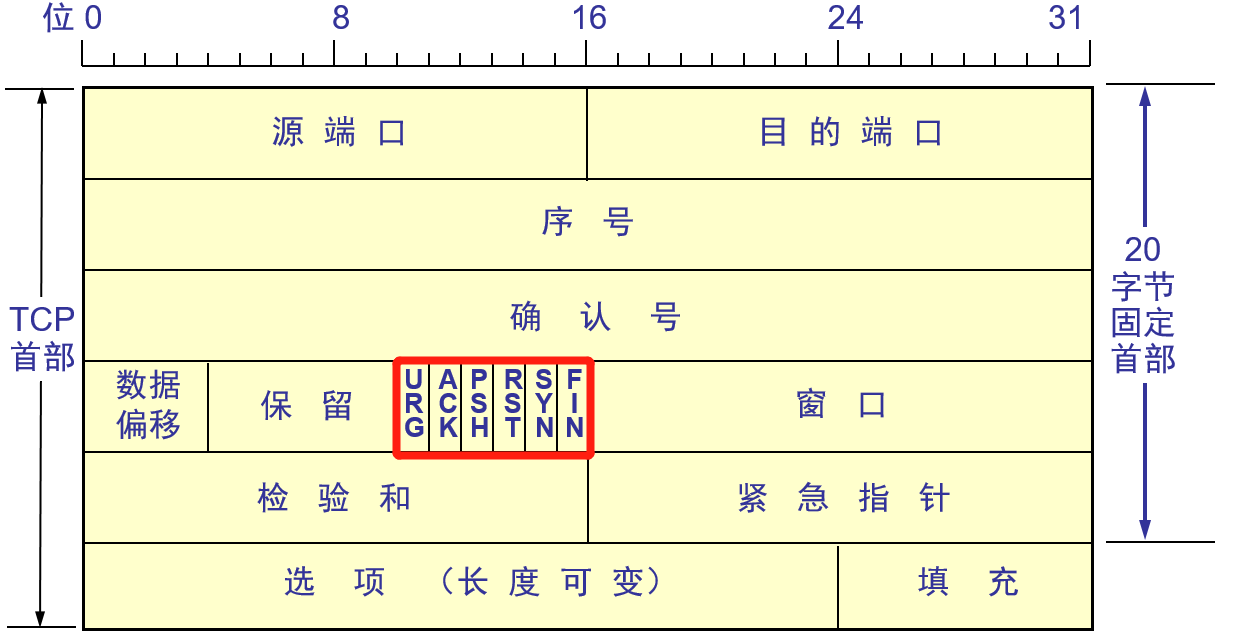 位 0 8 16 24 31
源 端 口 目 的 端 口
序 号
确 认 号
数据
偏移
保 留
URG
ACK
PSH
RST
SYN
FIN
窗 口
检 验 和 紧 急 指 针
选 项 (长 度 可 变) 填 充
TCP
首部
20
字节
固定
首部